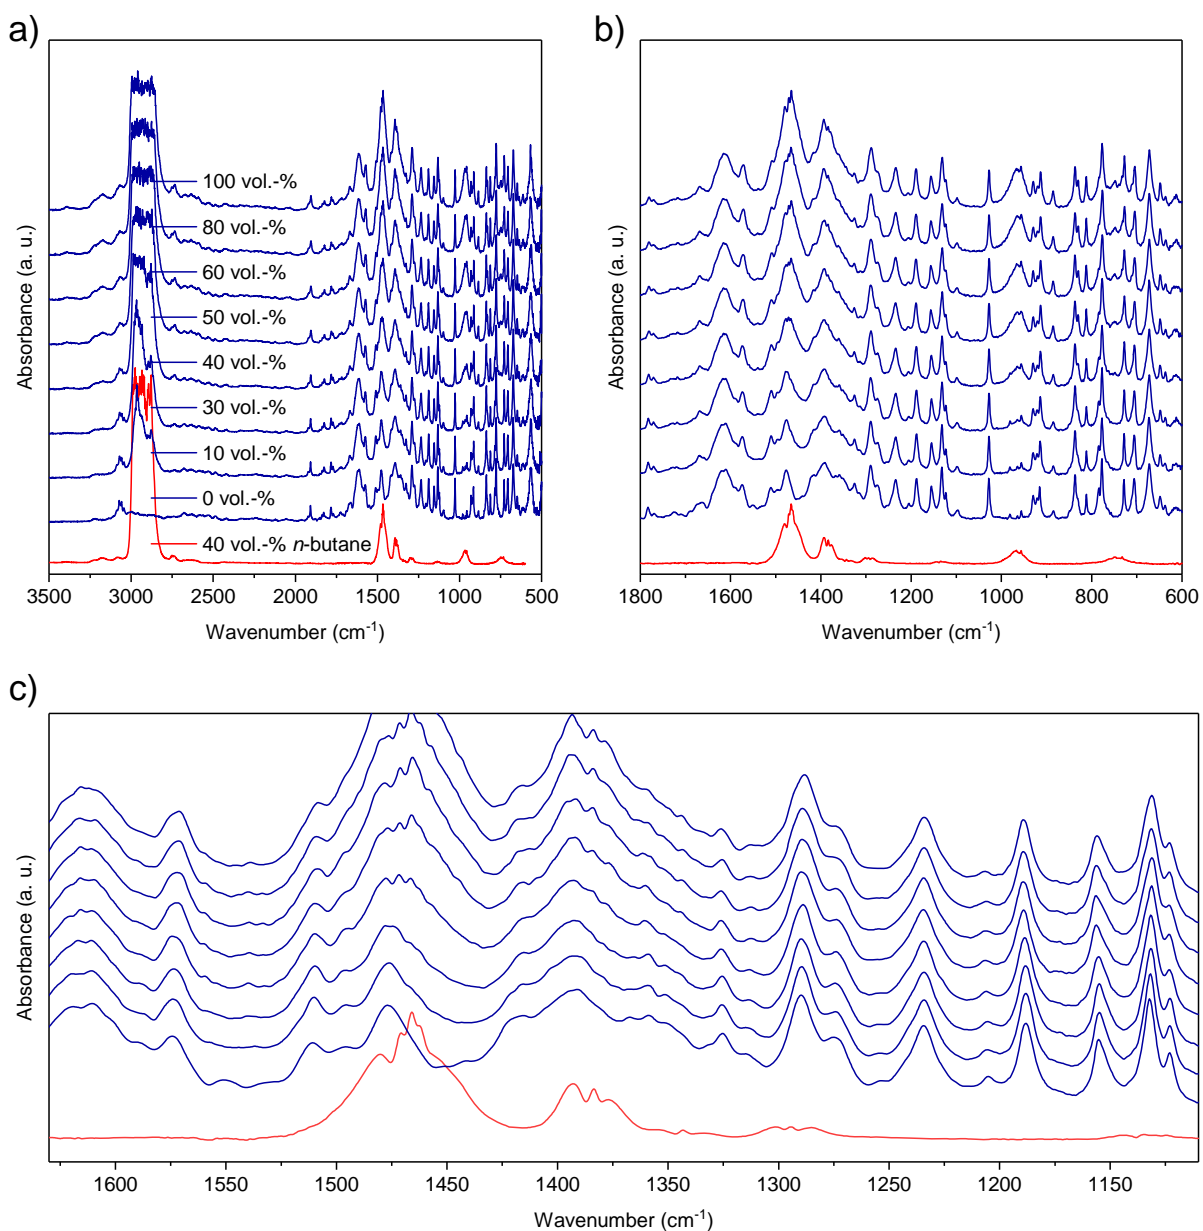 a)
Absorbance (a. u.)
100 vol.-%
80 vol.-%
60 vol.-%
50 vol.-%
40 vol.-%
30 vol.-%
10 vol.-%
0 vol.-%
40 vol.-% n-butane
3500 3000 2500 2000 1500 1000 500
Wavenumber (cm-1)
b)
Absorbance (a. u.)
1800 1600 1400 1200 1000 800 600
Wavenumber (cm-1)
c)
Absorbance (a. u.)
1600 1550 1500 1450 1400 1350 1300 1250 1200 1150
Wavenumber (cm-1)